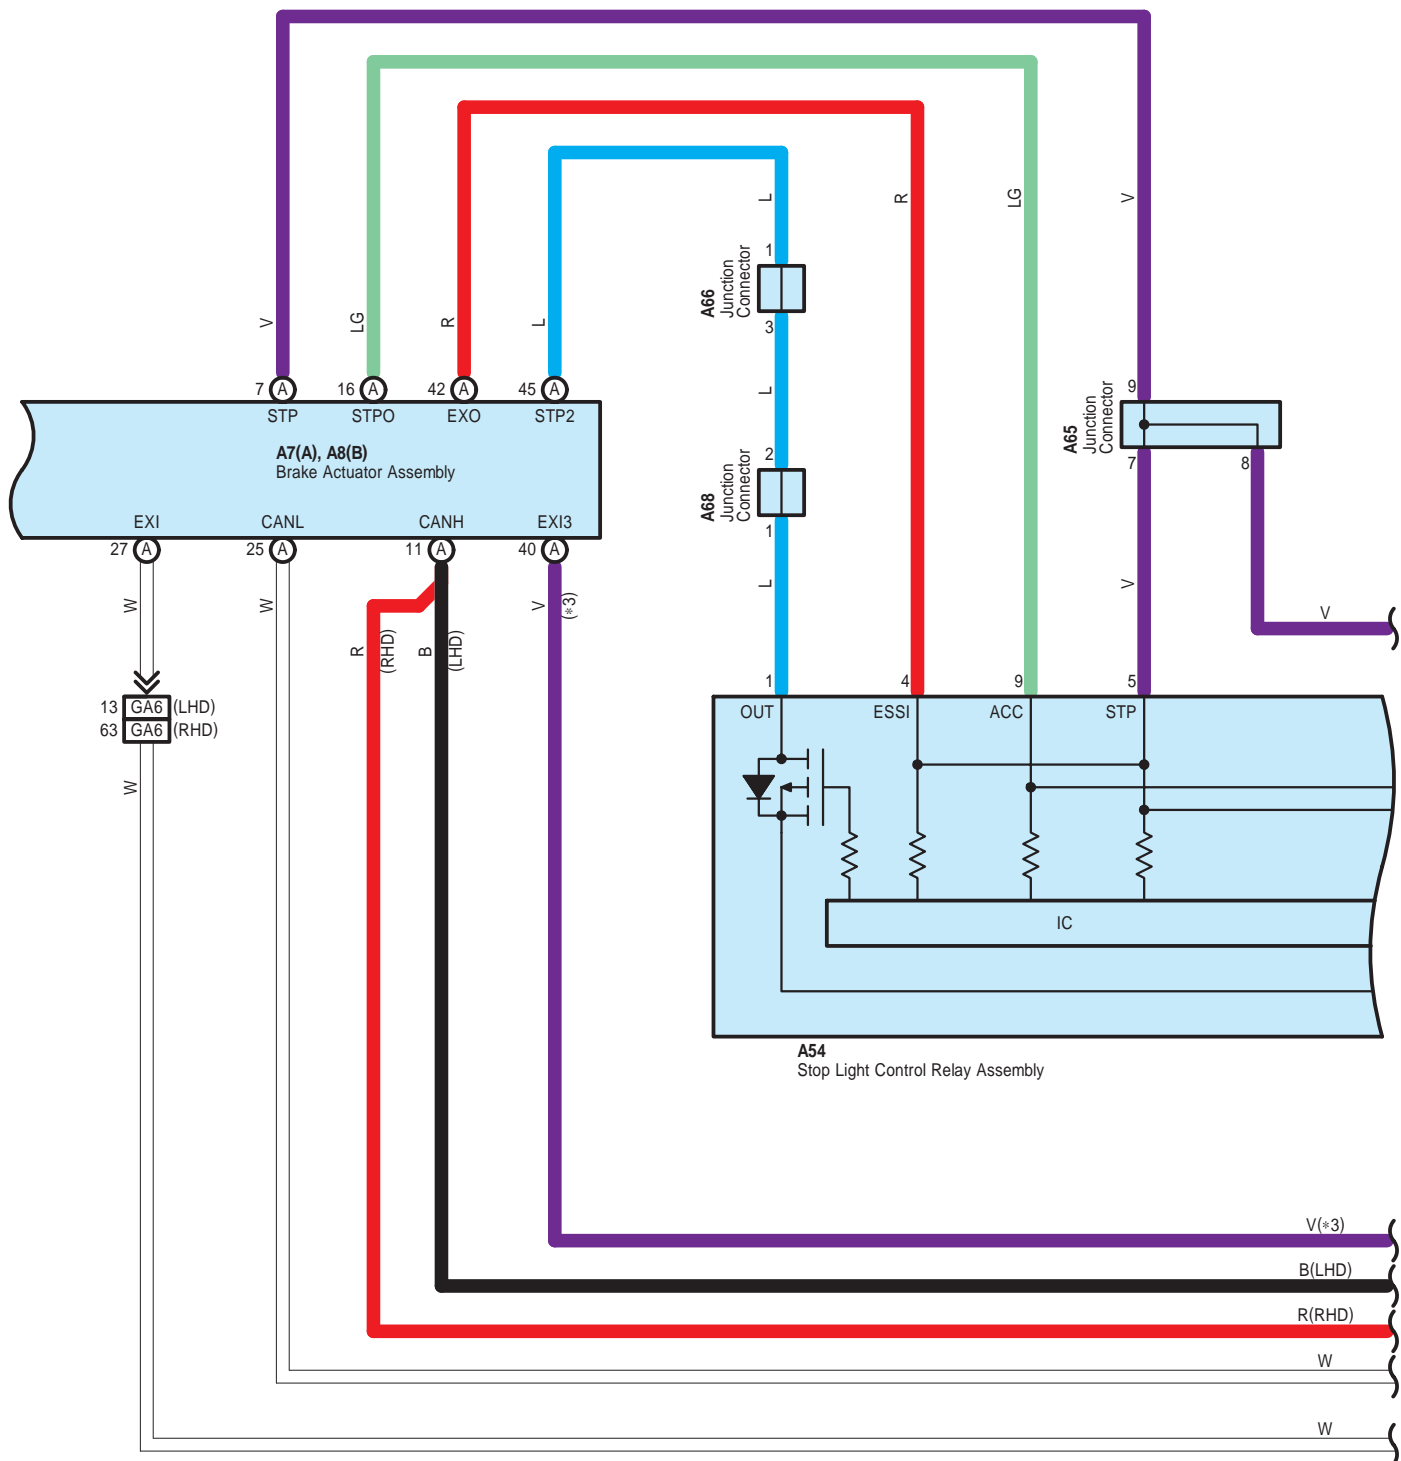 L
R
LG
V
1
A66
Junction
Connector
3
V
LG
R
L
7 A
16 A
42 A
45 A
STP
STPO
EXO
STP2
A7(A), A8(B)
Brake Actuator Assembly
L
9
A65
Junction
Connector
7
8
2
A68
Junction
Connector
1
EXI
CANL
CANH
EXI3
27 A
25 A
11 A
40 A
W
W
R
(RHD)
B
(LHD)
V
(*3)
L
V
V
13 GA6 (LHD)
63 GA6 (RHD)
W
1
4
9
5
OUT
ESSI
ACC
STP
IC
A54
Stop Light Control Relay Assembly
V(*3)
B(LHD)
R(RHD)
W
W